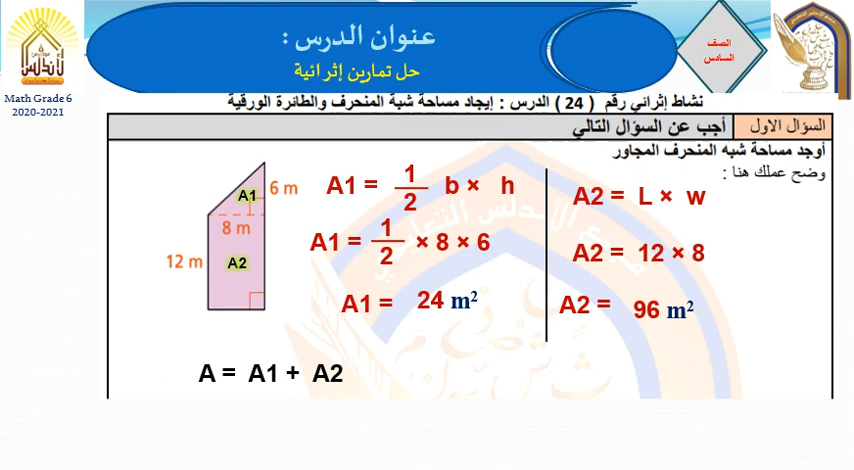 عنوان الدرس :
حل تمارين إثرائية
الصف
السادس
Math Grade 6
2020-2021
نشاط إثرائي رقم ( 24 ) الدرس : إيجاد مساحة شبة المنحرف والطائرة الورقية
السؤال الاول أجب عن السؤال التالي
أوجد مساحة شبه المنحرف المجاور
وضح عملك هنا :
A1
6 m
8 m
12 m
A2
A1 = 1/2 b × h
A1 = 1/2 × 8 × 6
A1 = 24 m²
A2 = L × w
A2 = 12 × 8
A2 = 96 m²
A = A1 + A2